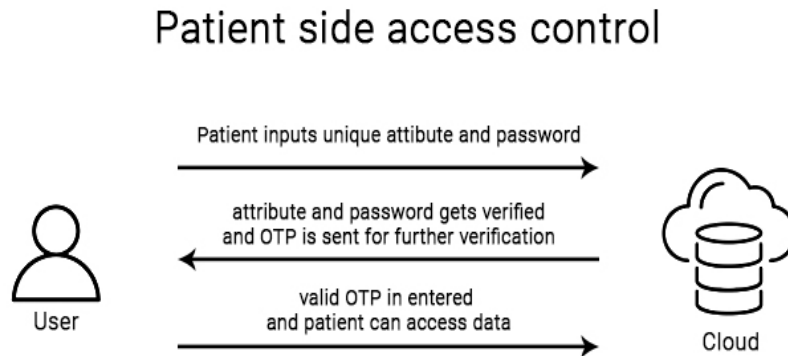 Patient side access control
Patient inputs unique attibute and password
attribute and password gets verified
and OTP is sent for further verification
valid OTP in entered
and patient can access data
User
Cloud